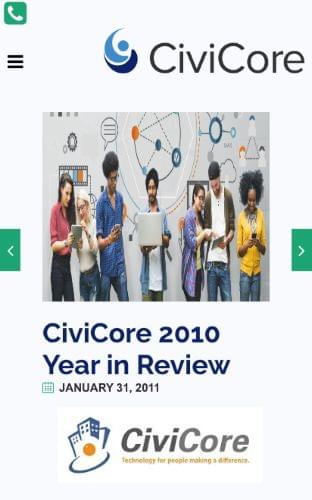 CiviCore
CiviCore 2010
Year in Review
JANUARY 31, 2011
CiviCore
Technology for people making a difference.